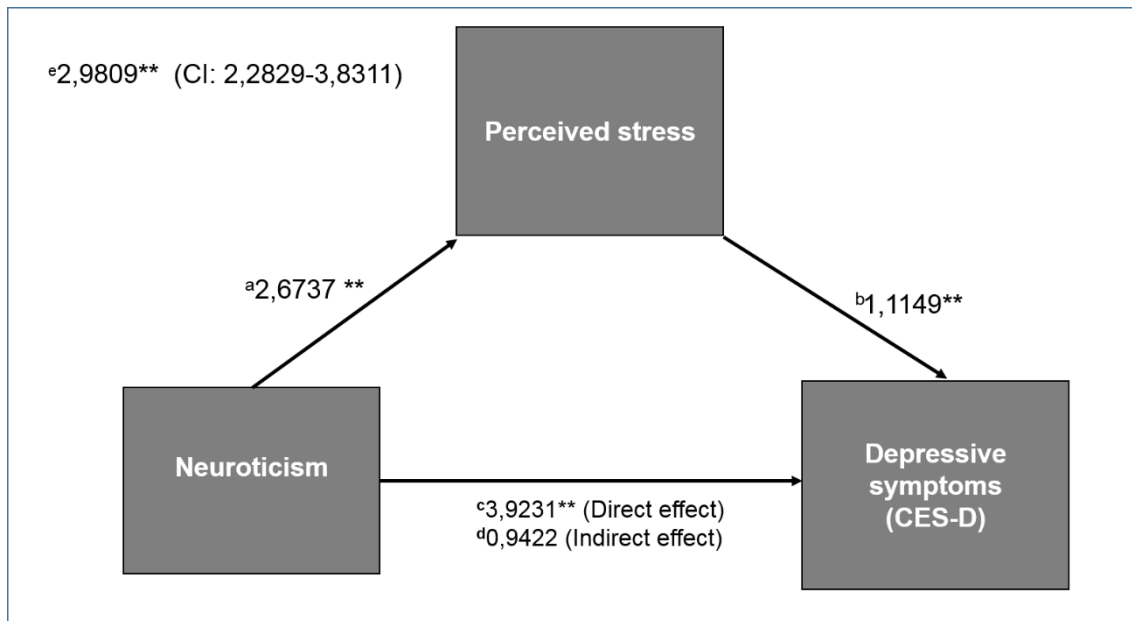 ᵉ2,9809** (CI: 2,2829-3,8311)
Perceived stress
ᵃ2,6737 **
ᵇ1,1149**
Neuroticism
ᶜ3,9231** (Direct effect)
ᵈ0,9422 (Indirect effect)
Depressive
symptoms
(CES-D)